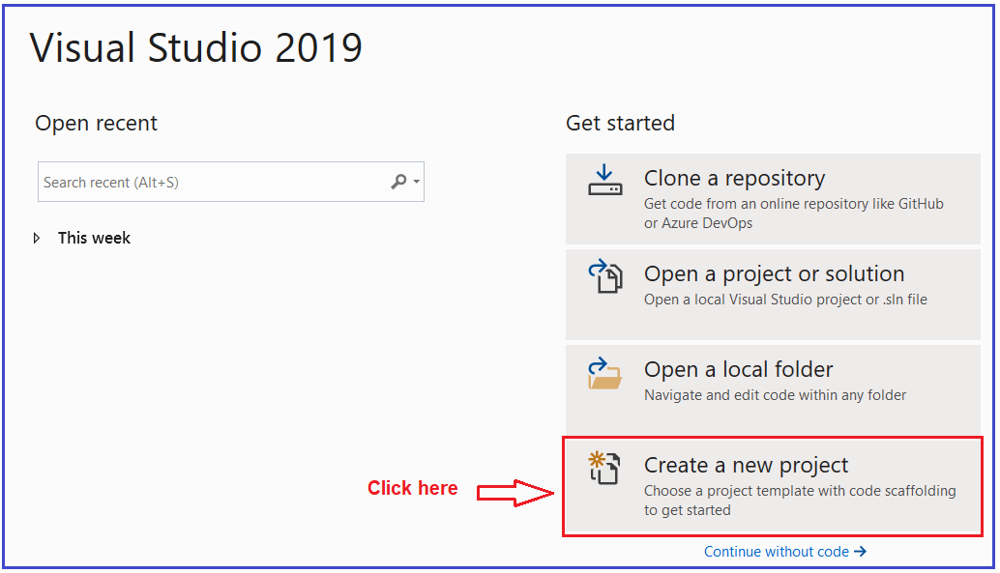 Visual Studio 2019
Open recent
Search recent (Alt+S)
This week
Get started
Clone a repository
Get code from an online repository like GitHub
or Azure DevOps
Open a project or solution
Open a local Visual Studio project or .sln file
Open a local folder
Navigate and edit code within any folder
Click here
Create a new project
Choose a project template with code scaffolding
to get started
Continue without code